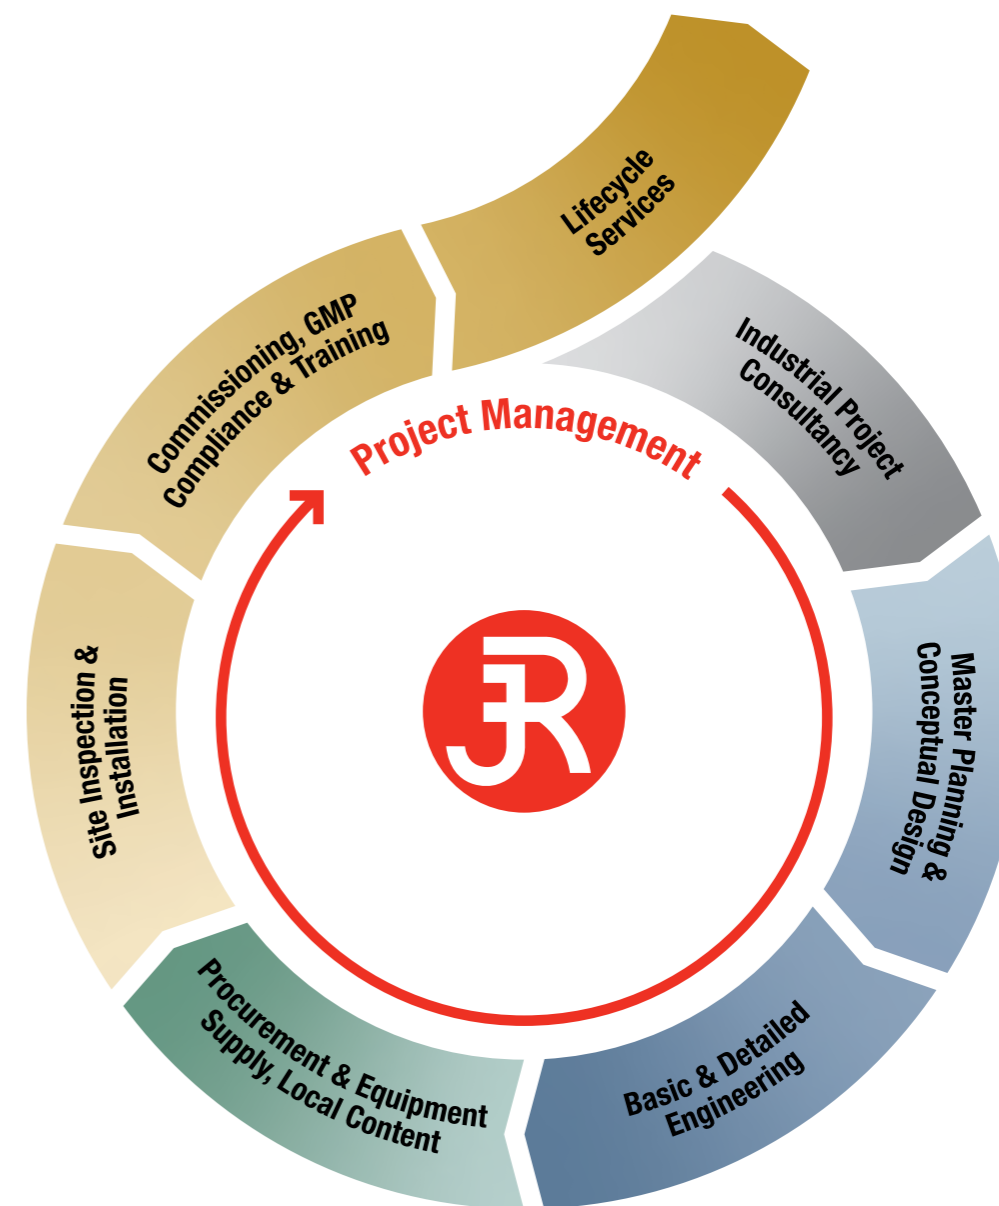 Lifecycle
Services
Industrial Project
Consultancy
Master Planning &
Conceptual Design
Basic & Detailed
Engineering
Procurement & Equipment
Supply, Local Content
Site Inspection &
Installation
Commissioning, GMP
Compliance & Training
Project Management
JR